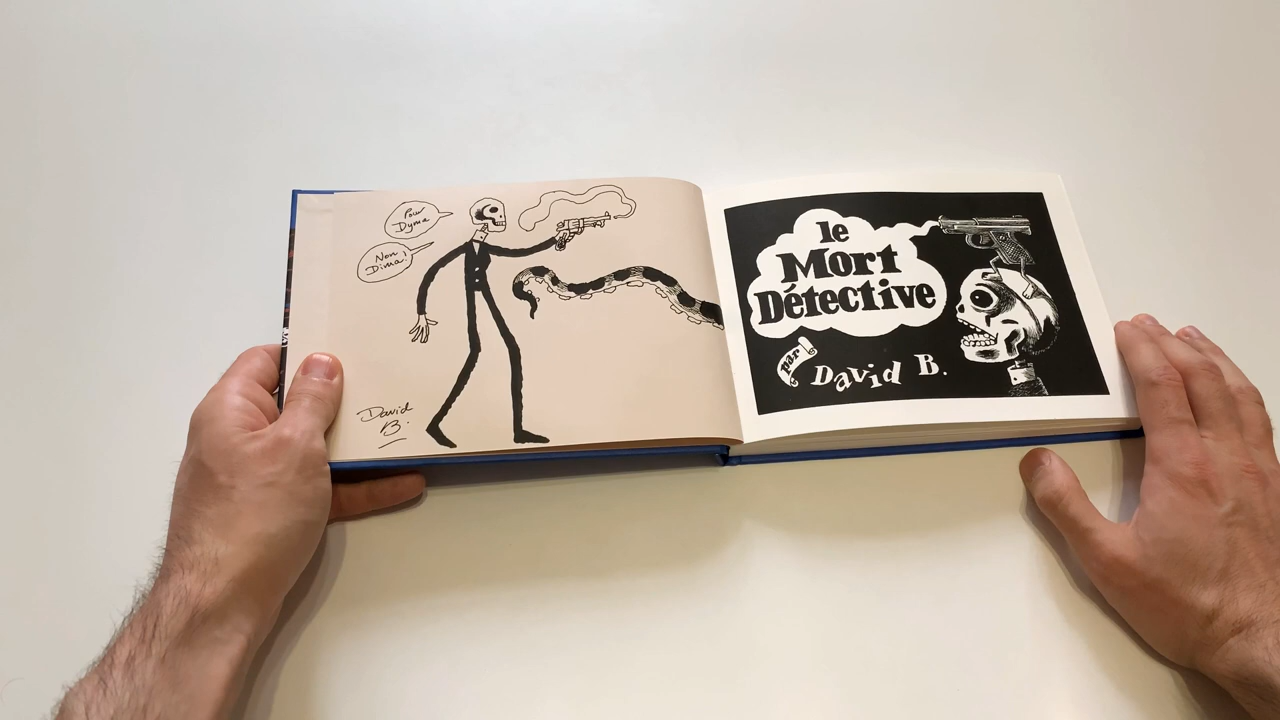 Pour
Dyma
Non
Dima!
David
B.
le
Mort
Détective
par
David B.